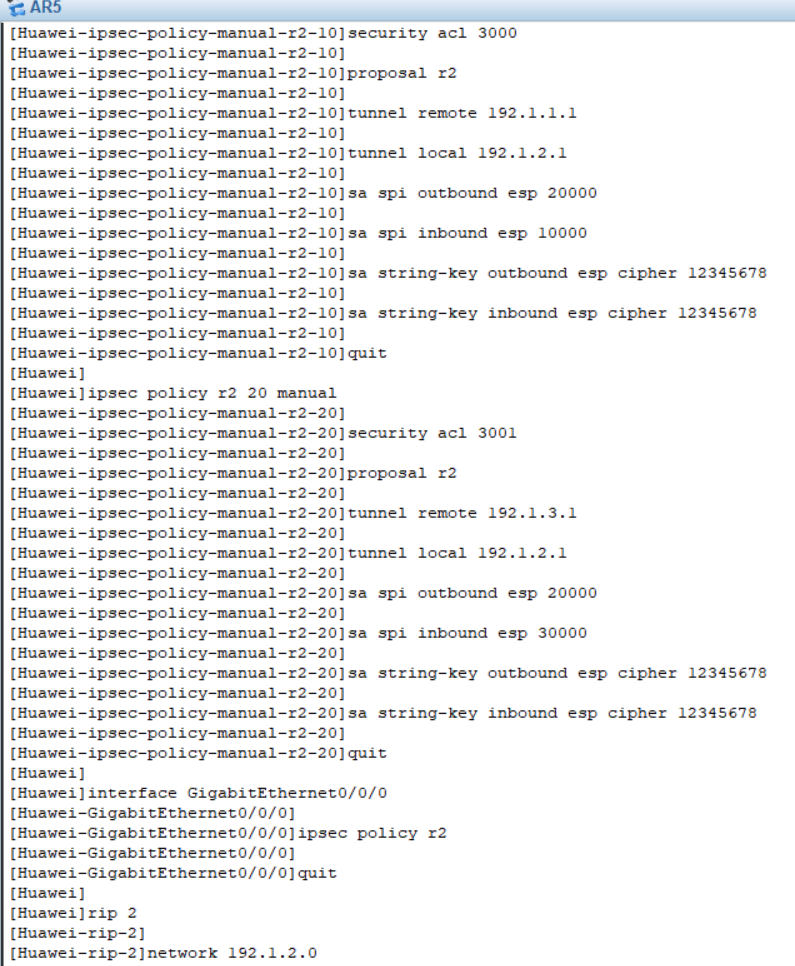 AR5
[Huawei-ipsec-policy-manual-r2-10]security acl 3000
[Huawei-ipsec-policy-manual-r2-10]
[Huawei-ipsec-policy-manual-r2-10]proposal r2
[Huawei-ipsec-policy-manual-r2-10]
[Huawei-ipsec-policy-manual-r2-10]tunnel remote 192.1.1.1
[Huawei-ipsec-policy-manual-r2-10]
[Huawei-ipsec-policy-manual-r2-10]tunnel local 192.1.2.1
[Huawei-ipsec-policy-manual-r2-10]
[Huawei-ipsec-policy-manual-r2-10]sa spi outbound esp 20000
[Huawei-ipsec-policy-manual-r2-10]
[Huawei-ipsec-policy-manual-r2-10]sa spi inbound esp 10000
[Huawei-ipsec-policy-manual-r2-10]
[Huawei-ipsec-policy-manual-r2-10]sa string-key outbound esp cipher 12345678
[Huawei-ipsec-policy-manual-r2-10]
[Huawei-ipsec-policy-manual-r2-10]sa string-key inbound esp cipher 12345678
[Huawei-ipsec-policy-manual-r2-10]
[Huawei-ipsec-policy-manual-r2-10]quit
[Huawei]
[Huawei]ipsec policy r2 20 manual
[Huawei-ipsec-policy-manual-r2-20]
[Huawei-ipsec-policy-manual-r2-20]security acl 3001
[Huawei-ipsec-policy-manual-r2-20]
[Huawei-ipsec-policy-manual-r2-20]proposal r2
[Huawei-ipsec-policy-manual-r2-20]
[Huawei-ipsec-policy-manual-r2-20]tunnel remote 192.1.3.1
[Huawei-ipsec-policy-manual-r2-20]
[Huawei-ipsec-policy-manual-r2-20]tunnel local 192.1.2.1
[Huawei-ipsec-policy-manual-r2-20]
[Huawei-ipsec-policy-manual-r2-20]sa spi outbound esp 20000
[Huawei-ipsec-policy-manual-r2-20]
[Huawei-ipsec-policy-manual-r2-20]sa spi inbound esp 30000
[Huawei-ipsec-policy-manual-r2-20]
[Huawei-ipsec-policy-manual-r2-20]sa string-key outbound esp cipher 12345678
[Huawei-ipsec-policy-manual-r2-20]
[Huawei-ipsec-policy-manual-r2-20]sa string-key inbound esp cipher 12345678
[Huawei-ipsec-policy-manual-r2-20]
[Huawei-ipsec-policy-manual-r2-20]quit
[Huawei]
[Huawei]interface GigabitEthernet0/0/0
[Huawei-GigabitEthernet0/0/0]
[Huawei-GigabitEthernet0/0/0]ipsec policy r2
[Huawei-GigabitEthernet0/0/0]
[Huawei-GigabitEthernet0/0/0]quit
[Huawei]
[Huawei]rip 2
[Huawei-rip-2]
[Huawei-rip-2]network 192.1.2.0